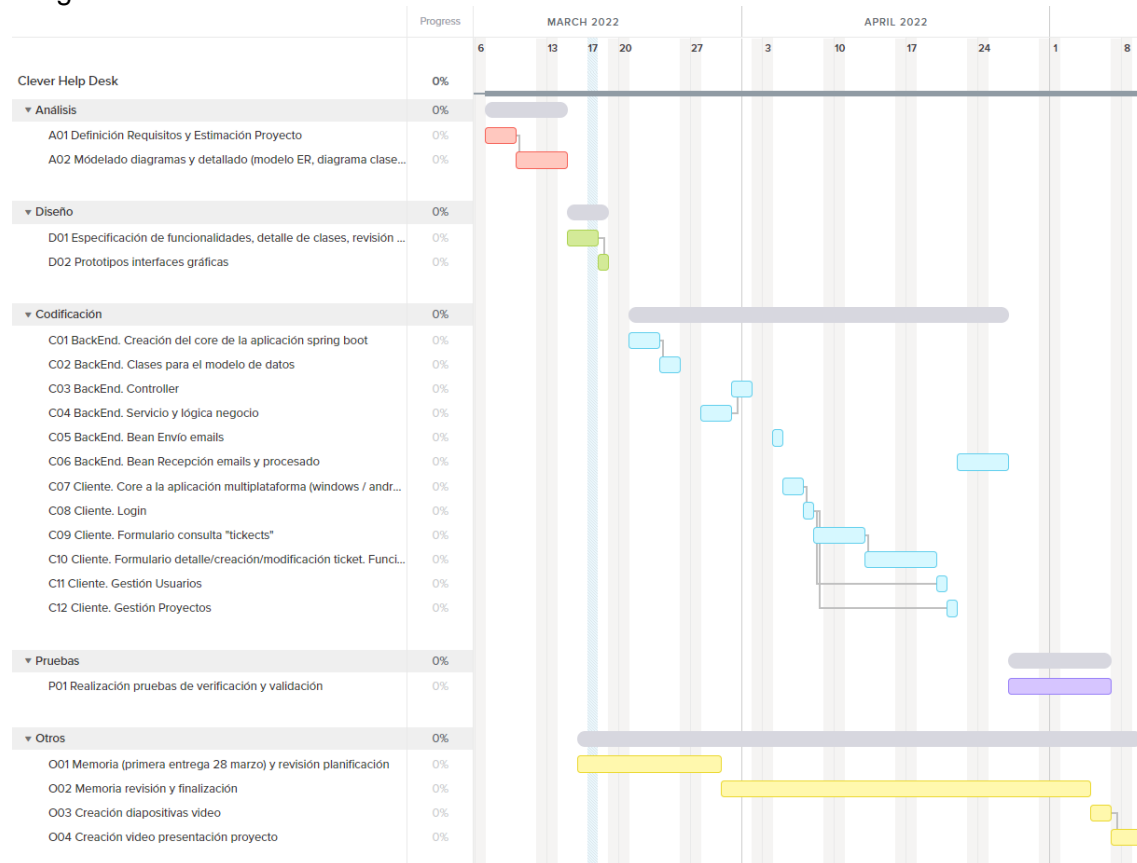 Progress MARCH 2022 APRIL 2022
6 13 17 20 27 3 10 17 24 1 8
Clever Help Desk 0%
Análisis 0%
A01 Definición Requisitos y Estimación Proyecto 0%
A02 Módelado diagramas y detallado (modelo ER, diagrama clase... 0%
Diseño 0%
D01 Especificación de funcionalidades, detalle de clases, revisión ... 0%
D02 Prototipos interfaces gráficas 0%
Codificación 0%
C01 BackEnd. Creación del core de la aplicación spring boot 0%
C02 BackEnd. Clases para el modelo de datos 0%
C03 BackEnd. Controller 0%
C04 BackEnd. Servicio y lógica negocio 0%
C05 BackEnd. Bean Envío emails 0%
C06 BackEnd. Bean Recepción emails y procesado 0%
C07 Cliente. Core a la aplicación multiplataforma (windows / andr... 0%
C08 Cliente. Login 0%
C09 Cliente. Formulario consulta "tickects" 0%
C10 Cliente. Formulario detalle/creación/modificación ticket. Funci... 0%
C11 Cliente. Gestión Usuarios 0%
C12 Cliente. Gestión Proyectos 0%
Pruebas 0%
P01 Realización pruebas de verificación y validación 0%
Otros 0%
O01 Memoria (primera entrega 28 marzo) y revisión planificación 0%
O02 Memoria revisión y finalización 0%
O03 Creación diapositivas video 0%
O04 Creación video presentación proyecto 0%